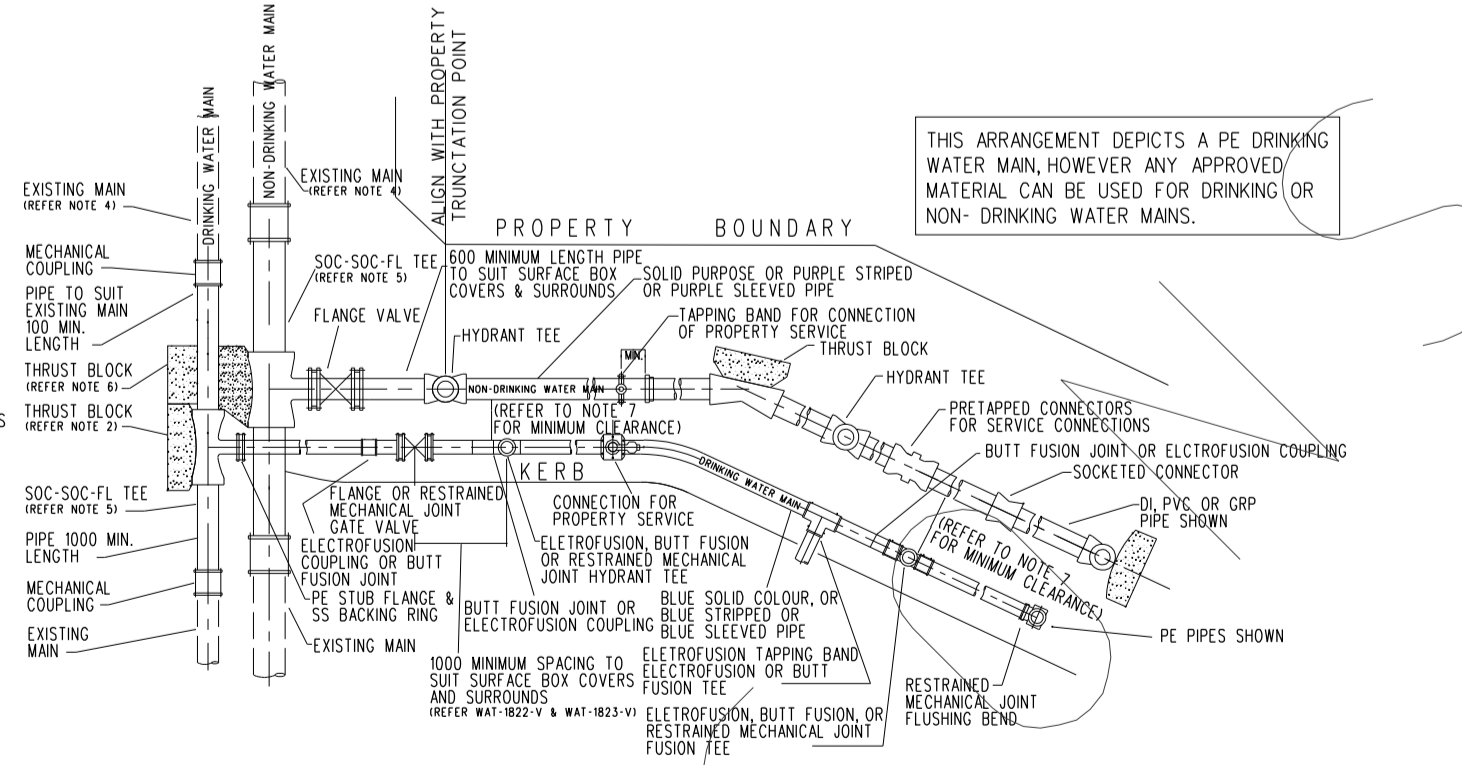 DRINKING WATER MAIN
NON-DRINKING WATER MAIN
ALIGN WITH PROPERTY
TRUNCTATION POINT
THIS ARRANGEMENT DEPICTS A PE DRINKING
WATER MAIN, HOWEVER ANY APPROVED
MATERIAL CAN BE USED FOR DRINKING OR
NON- DRINKING WATER MAINS.
EXISTING MAIN
(REFER NOTE 4)
EXISTING MAIN
(REFER NOTE 4)
PROPERTY BOUNDARY
MECHANICAL
COUPLING
PIPE TO SUIT
EXISTING MAIN
100 MIN.
LENGTH
THRUST BLOCK
(REFER NOTE 6)
THRUST BLOCK
(REFER NOTE 2)
S
SOC-SOC-FL TEE
(REFER NOTE 5)
PIPE 1000 MIN.
LENGTH
MECHANICAL
COUPLING
EXISTING
MAIN
SOC-SOC-FL TEE
(REFER NOTE 5)
FLANGE VALVE
600 MINIMUM LENGTH PIPE
TO SUIT SURFACE BOX
COVERS & SURROUNDS
SOLID PURPOSE OR PURPLE STRIPED
OR PURPLE SLEEVED PIPE
HYDRANT TEE
TAPPING BAND FOR CONNECTION
OF PROPERTY SERVICE
MIN.
THRUST BLOCK
HYDRANT TEE
NON-DRINKING WATER MAIN
(REFER TO NOTE 7
FOR MINIMUM CLEARANCE)
PRETAPPED CONNECTORS
FOR SERVICE CONNECTIONS
BUTT FUSION JOINT OR ELCTROFUSION COUPLING
SOCKETED CONNECTOR
DI, PVC OR GRP
PIPE SHOWN
KERB
DRINKING WATER MAIN
(REFER TO NOTE 7
FOR MINIMUM CLEARANCE)
FLANGE OR RESTRAINED
MECHANICAL JOINT
GATE VALVE
ELECTROFUSION
COUPLING OR BUTT
FUSION JOINT
PE STUB FLANGE &
SS BACKING RING
EXISTING MAIN
CONNECTION FOR
PROPERTY SERVICE
ELETROFUSION, BUTT FUSION
OR RESTRAINED MECHANICAL
JOINT HYDRANT TEE
BUTT FUSION JOINT OR
ELECTROFUSION COUPLING
BLUE SOLID COLOUR, OR
BLUE STRIPPED OR
BLUE SLEEVED PIPE
1000 MINIMUM SPACING TO
SUIT SURFACE BOX COVERS
AND SURROUNDS
(REFER WAT-1822-V & WAT-1823-V)
ELETROFUSION TAPPING BAND
ELECTROFUSION OR BUTT
FUSION TEE
ELETROFUSION, BUTT FUSION, OR
RESTRAINED MECHANICAL JOINT
FUSION TEE
RESTRAINED
MECHANICAL JOINT
FLUSHING BEND
PE PIPES SHOWN